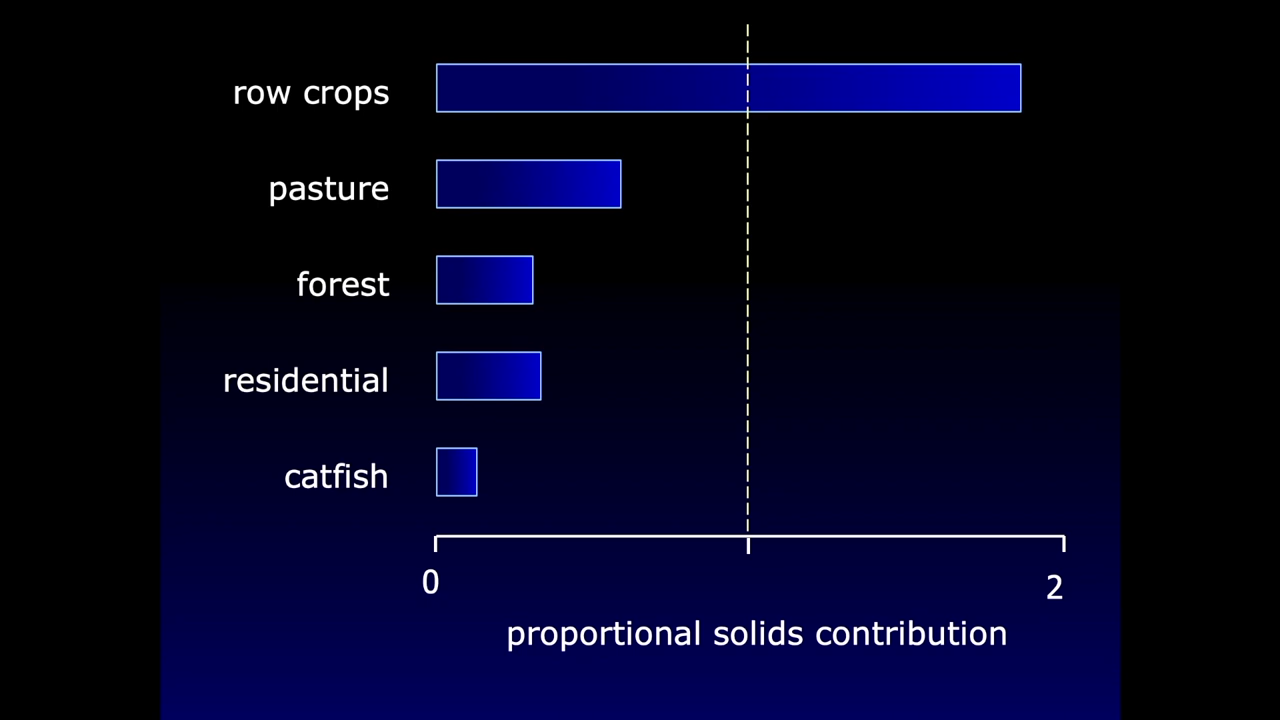 row crops
pasture
forest
residential
catfish
0
2
proportional solids contribution